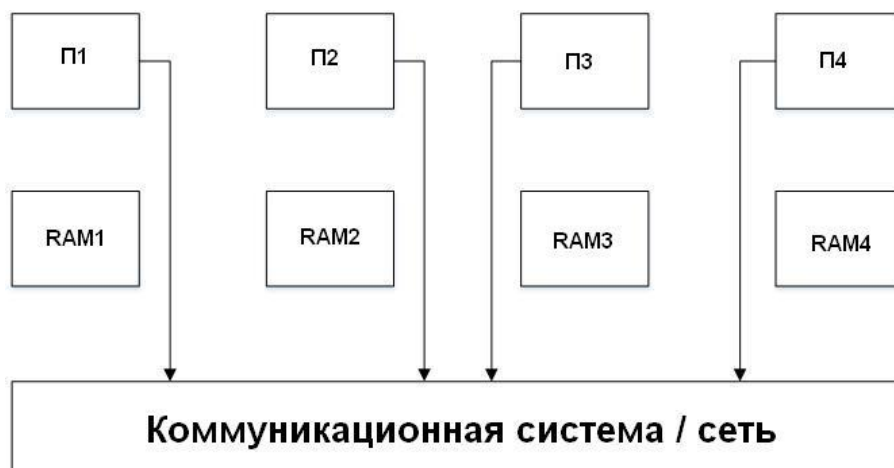 П1
П2
П3
П4
RAM1
RAM2
RAM3
RAM4
Коммуникационная система / сеть